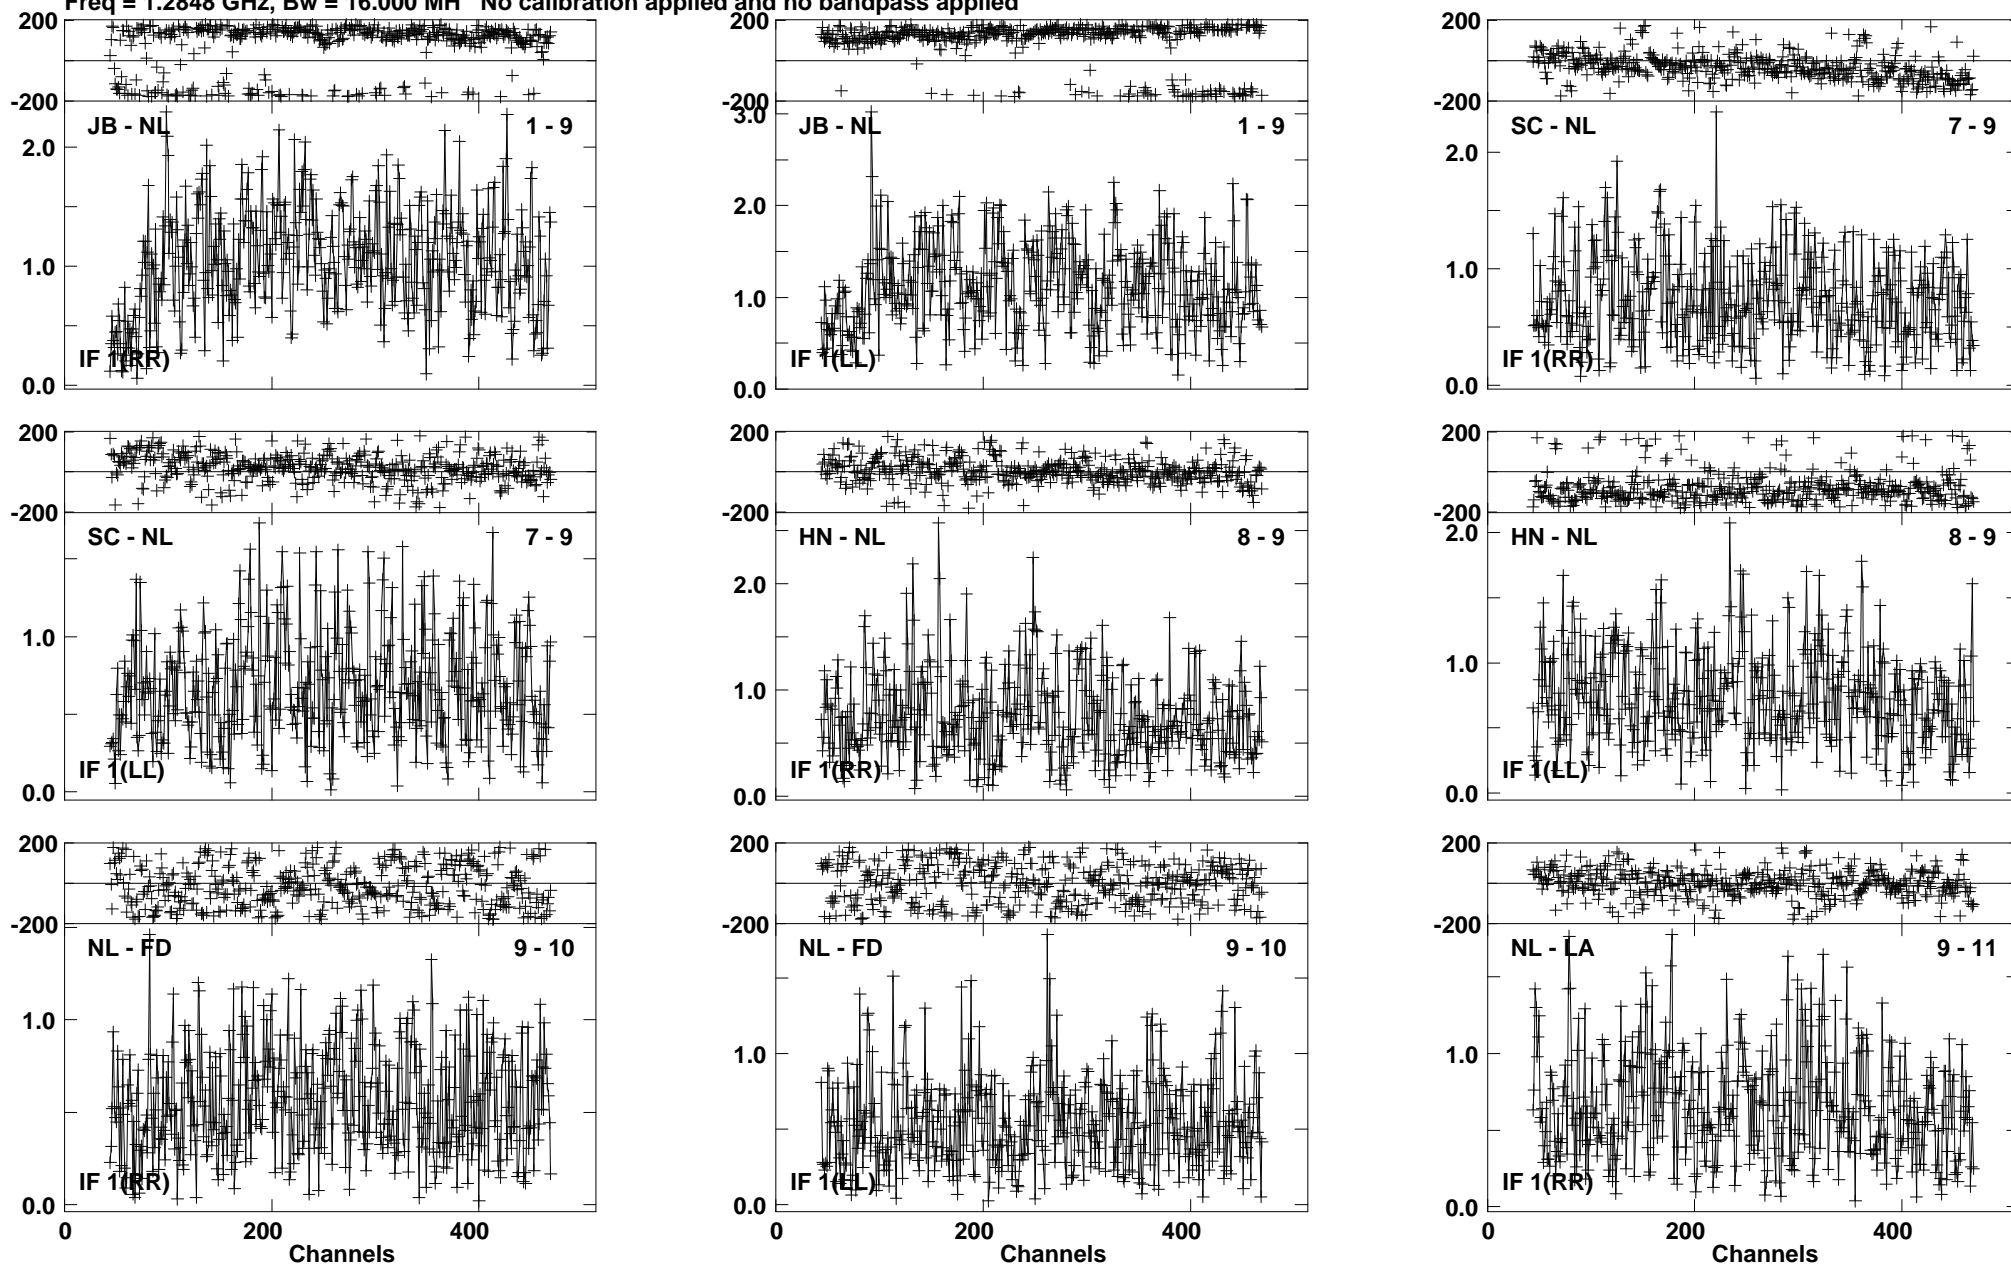 Freq = 1.2848 GHz, Bw = 16.000 MH No calibration applied and no bandpass applied
200
-200
JB - NL 1 - 9
2.0
1.0
0.0
IF 1(RR)
200
-200
3.0
JB - NL 1 - 9
2.0
1.0
0.0
IF 1(LL)
200
-200
SC - NL 7 - 9
2.0
1.0
0.0
IF 1(RR)
200
-200
SC - NL 7 - 9
1.0
0.0
IF 1(LL)
200
-200
HN - NL 8 - 9
2.0
1.0
0.0
IF 1(RR)
200
-200
2.0
HN - NL 8 - 9
1.0
0.0
IF 1(LL)
200
-200
NL - FD 9 - 10
1.0
0.0
IF 1(RR)
0 200 400
Channels
200
-200
NL - FD 9 - 10
1.0
0.0
IF 1(LL)
0 200 400
Channels
200
-200
NL - LA 9 - 11
1.0
0.0
IF 1(RR)
0 200 400
Channels